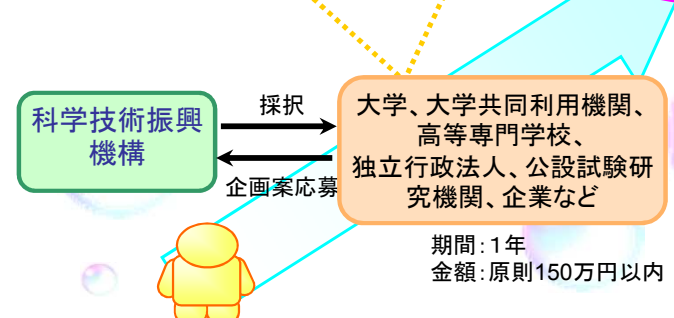 科学技術振興
機構
採択
企画案応募
大学、大学共同利用機関、
高等専門学校、
独立行政法人、公設試験研
究機関、企業など
期間：1年
金額：原則150万円以内